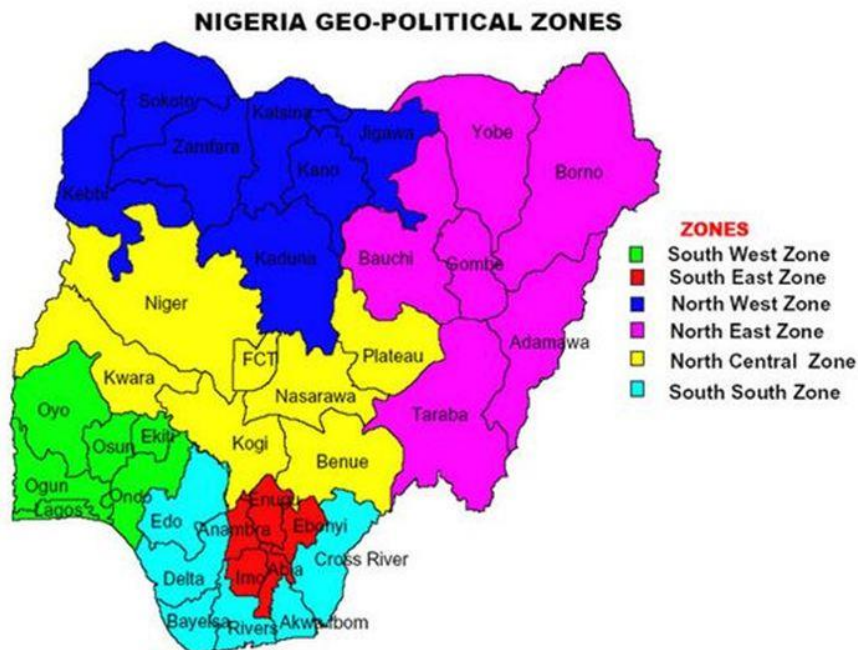 NIGERIA GEO-POLITICAL ZONES
Sokoto
Katsina
Jigawa
Yobe
Zamfara
Kano
Borno
Kebbi
Bauchi
Gombe
Kaduna
Niger
Adamawa
FCT
Plateau
Kwara
Nasarawa
Oyo
Taraba
Ekiti
Osun
Kogi
Benue
Ogun
Ondo
Enugu
Lagos
Edo
Anambra
Ebonyi
Cross River
Delta
Imo
Abia
Bayelsa
Rivers
Akwa-Ibom
ZONES
South West Zone
South East Zone
North West Zone
North East Zone
North Central Zone
South South Zone